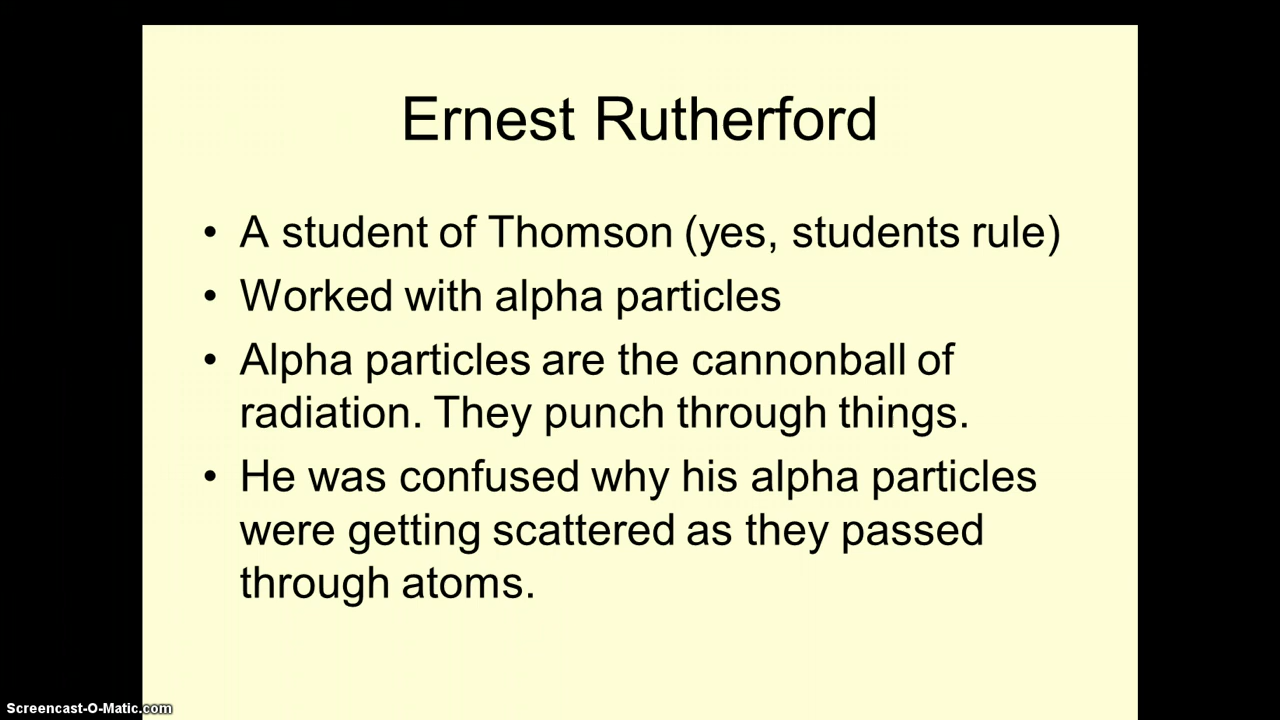 Ernest Rutherford
• A student of Thomson (yes, students rule)
• Worked with alpha particles
• Alpha particles are the cannonball of
radiation. They punch through things.
• He was confused why his alpha particles
were getting scattered as they passed
through atoms.
Screencast-O-Matic.com